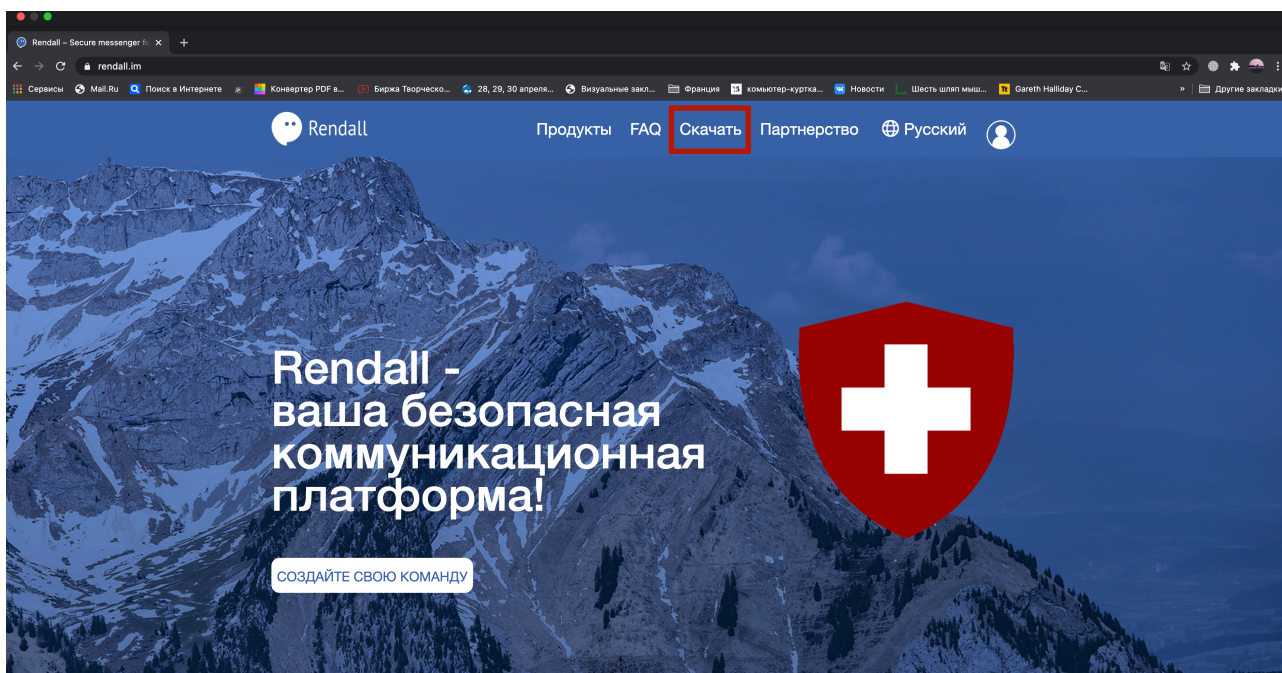 Rendall – Secure messenger fo
rendall.im
Сервисы Mail.Ru Поиск в Интернете Конвертер PDF в... Биржа Творческо... 28, 29, 30 апреля... Визуальные закл... Франция комьютер-куртка... Новости Шесть шляп мыш... Gareth Halliday C... » Другие закладки
Rendall Продукты FAQ Скачать Партнерство Русский
Rendall -
ваша безопасная
коммуникационная
платформа!
СОЗДАЙТЕ СВОЮ КОМАНДУ